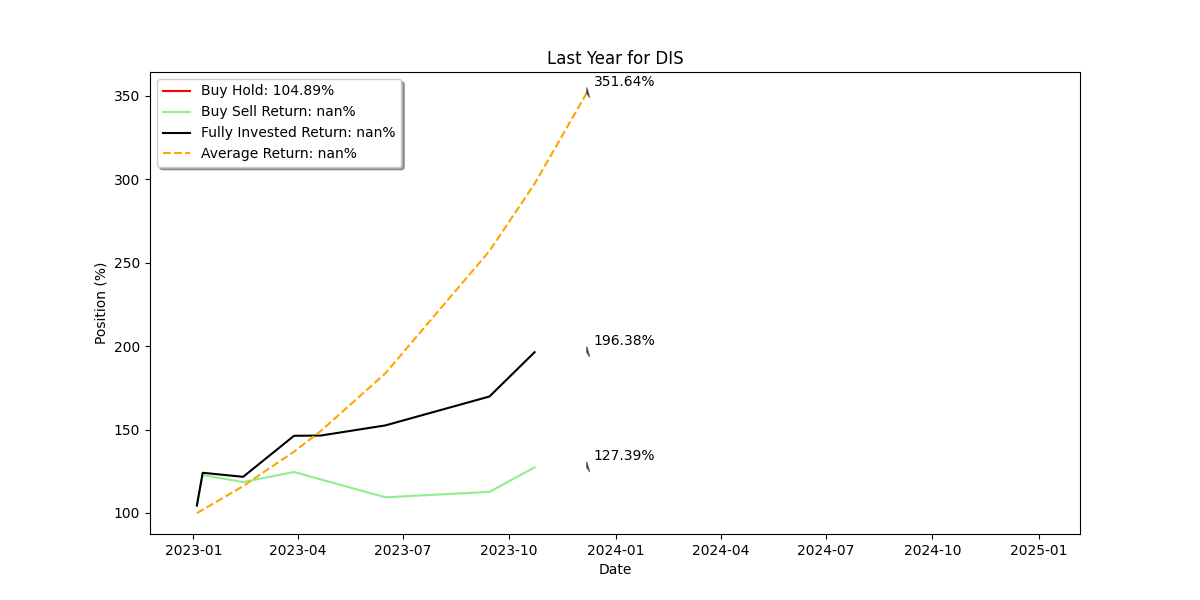 Last Year for DIS
351.64%
Buy Hold: 104.89%
Buy Sell Return: nan%
Fully Invested Return: nan%
Average Return: nan%
350
300
250
200
150
100
Position (%)
196.38%
127.39%
2023-01
2023-04
2023-07
2023-10
2024-01
2024-04
2024-07
2024-10
2025-01
Date